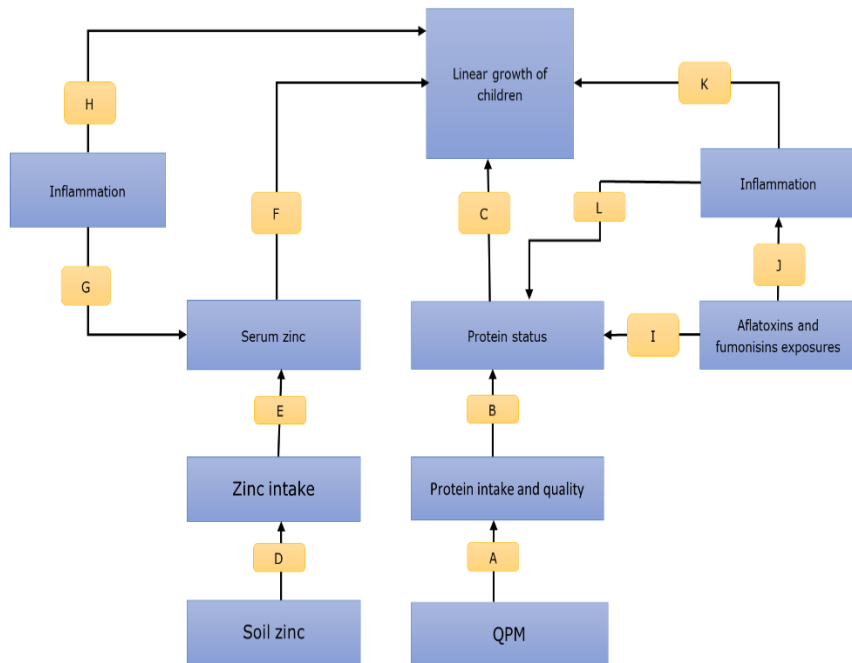 Linear growth of
children
H
K
Inflammation
Inflammation
F
C
L
G
J
Serum zinc
Protein status
I
Aflatoxins and
fumonisins exposures
E
B
Zinc intake
Protein intake and quality
D
A
Soil zinc
QPM